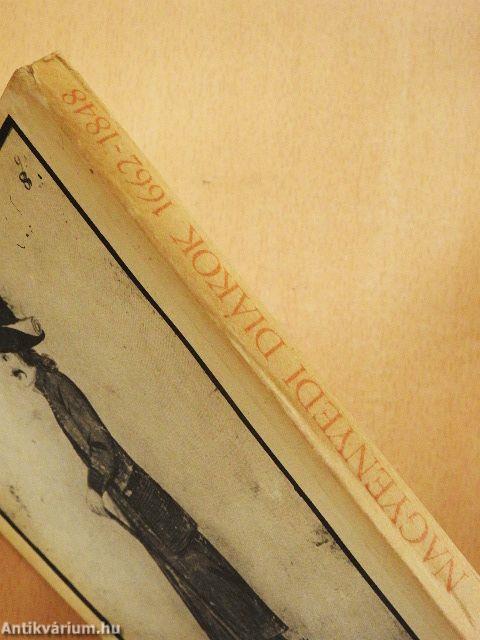 NAGYENYEDI DIÁKOK 1662-1848
Antikvárium.hu